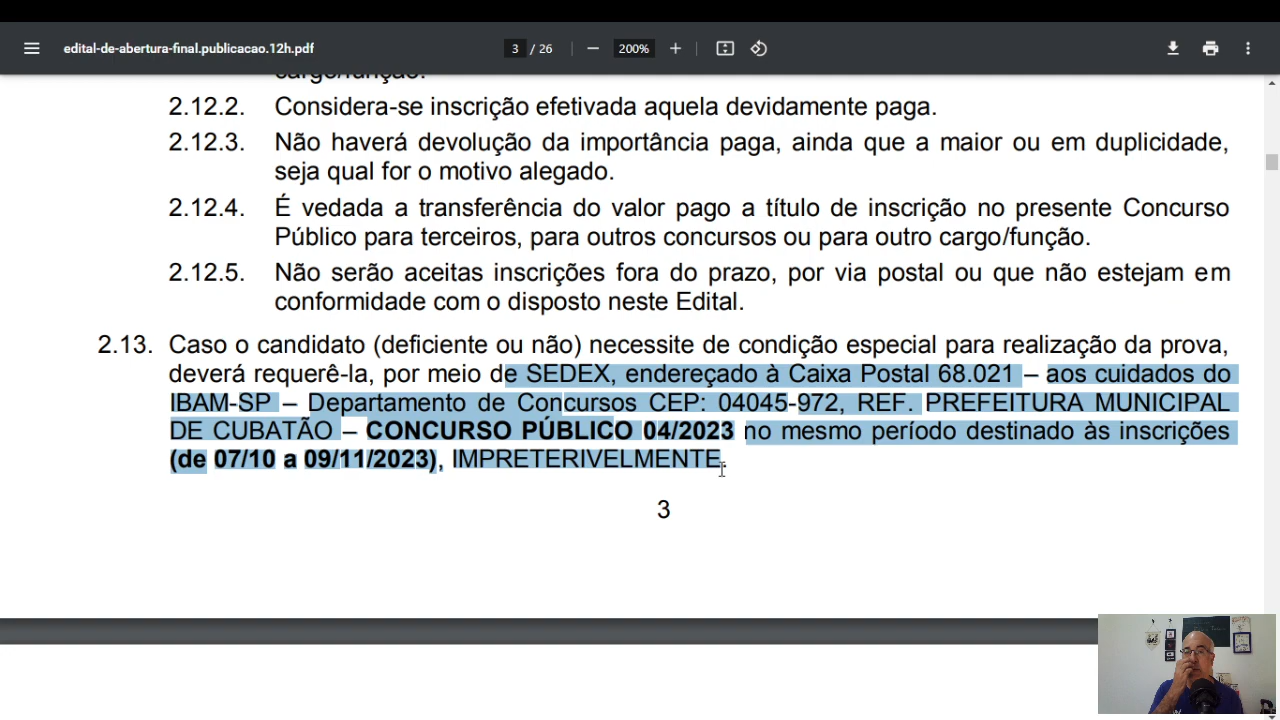 edital-de-abertura-final.publicacao.12h.pdf
3 / 26
200%
cargo/função.
2.12.2. Considera-se inscrição efetivada aquela devidamente paga.
2.12.3. Não haverá devolução da importância paga, ainda que a maior ou em duplicidade,
seja qual for o motivo alegado.
2.12.4. É vedada a transferência do valor pago a título de inscrição no presente Concurso
Público para terceiros, para outros concursos ou para outro cargo/função.
2.12.5. Não serão aceitas inscrições fora do prazo, por via postal ou que não estejam em
conformidade com o disposto neste Edital.
2.13. Caso o candidato (deficiente ou não) necessite de condição especial para realização da prova,
deverá requerê-la, por meio de SEDEX, endereçado à Caixa Postal 68.021 – aos cuidados do
IBAM-SP – Departamento de Concursos CEP: 04045-972, REF. PREFEITURA MUNICIPAL
DE CUBATÃO – CONCURSO PÚBLICO 04/2023 no mesmo período destinado às inscrições
(de 07/10 a 09/11/2023), IMPRETERIVELMENTE.
3